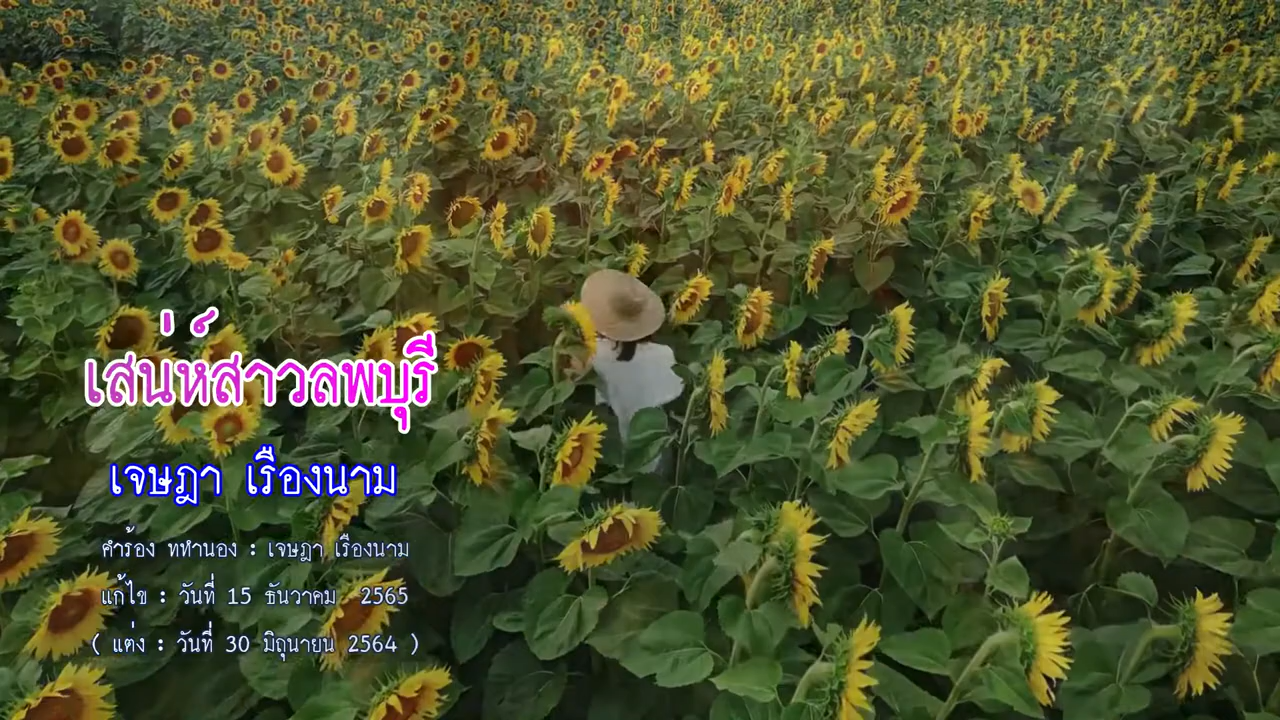 เสน่ห์สาวลพบุรี
เจษฎา เรืองนาม
คำร้อง ทหำนอง : เจษฎา เรืองนาม
แก้ไข : วันที่ 15 ธันวาคม 2565
( แต่ง : วันที่ 30 มิถุนายน 2564 )